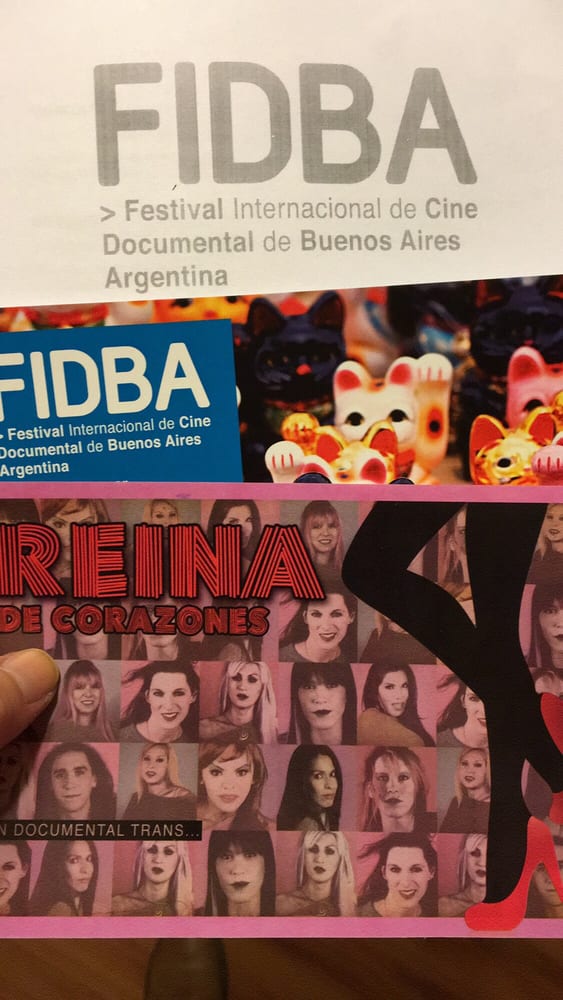 FIDBA
> Festival Internacional de Cine
Documental de Buenos Aires
Argentina
FIDBA
> Festival Internacional de Cine
Documental de Buenos Aires
Argentina
REINA
DE CORAZONES
N DOCUMENTAL TRANS...